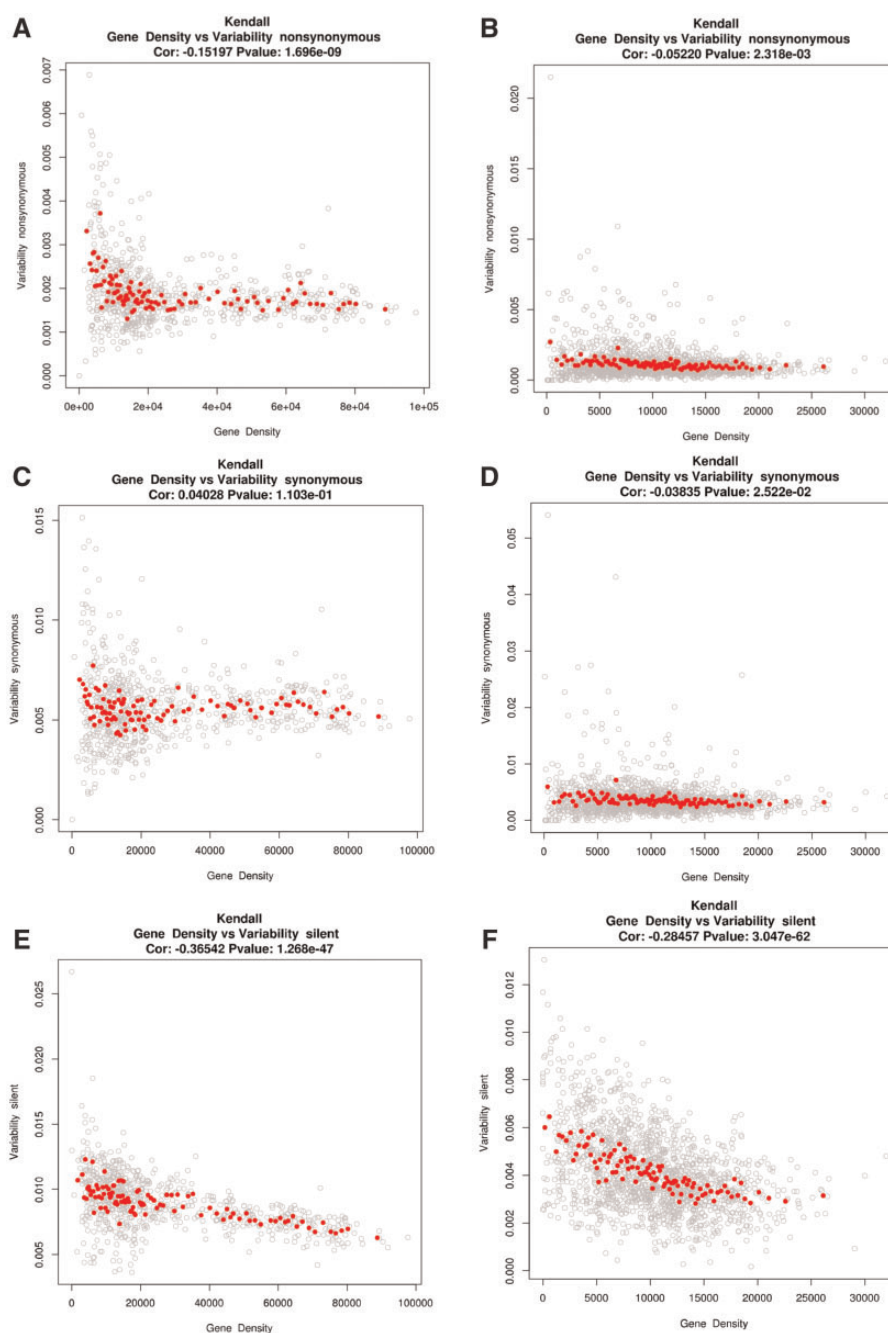 A
Kendall
Gene Density vs Variability nonsynonymous
Cor: -0.15197 Pvalue: 1.696e-09
Variability nonsynonymous
0.007
0.006
0.005
0.004
0.003
0.002
0.001
0.000
0e+00 2e+04 4e+04 6e+04 8e+04 1e+05
Gene Density
B
Kendall
Gene Density vs Variability nonsynonymous
Cor: -0.05220 Pvalue: 2.318e-03
Variability nonsynonymous
0.020
0.015
0.010
0.005
0.000
0 5000 10000 15000 20000 25000 30000
Gene Density
C
Kendall
Gene Density vs Variability synonymous
Cor: 0.04028 Pvalue: 1.103e-01
Variability synonymous
0.015
0.010
0.005
0.000
0 20000 40000 60000 80000 100000
Gene Density
D
Kendall
Gene Density vs Variability synonymous
Cor: -0.03835 Pvalue: 2.522e-02
Variability synonymous
0.05
0.04
0.03
0.02
0.01
0.00
0 5000 10000 15000 20000 25000 30000
Gene Density
E
Kendall
Gene Density vs Variability silent
Cor: -0.36542 Pvalue: 1.268e-47
Variability silent
0.025
0.020
0.015
0.010
0.005
0 20000 40000 60000 80000 100000
Gene Density
F
Kendall
Gene Density vs Variability silent
Cor: -0.28457 Pvalue: 3.047e-62
Variability silent
0.012
0.010
0.008
0.006
0.004
0.002
0.000
0 5000 10000 15000 20000 25000 30000
Gene Density